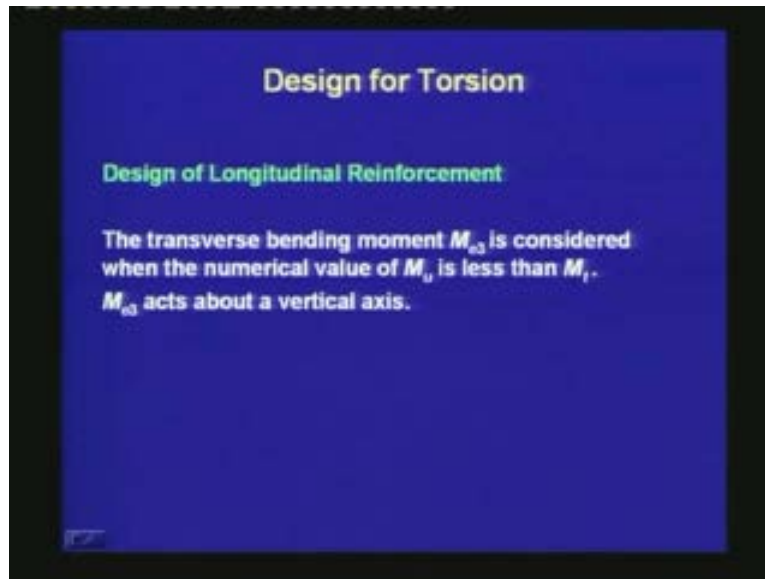 Design for Torsion
Design of Longitudinal Reinforcement
The transverse bending moment Me3 is considered
when the numerical value of Mu is less than Mt.
Me3 acts about a vertical axis.